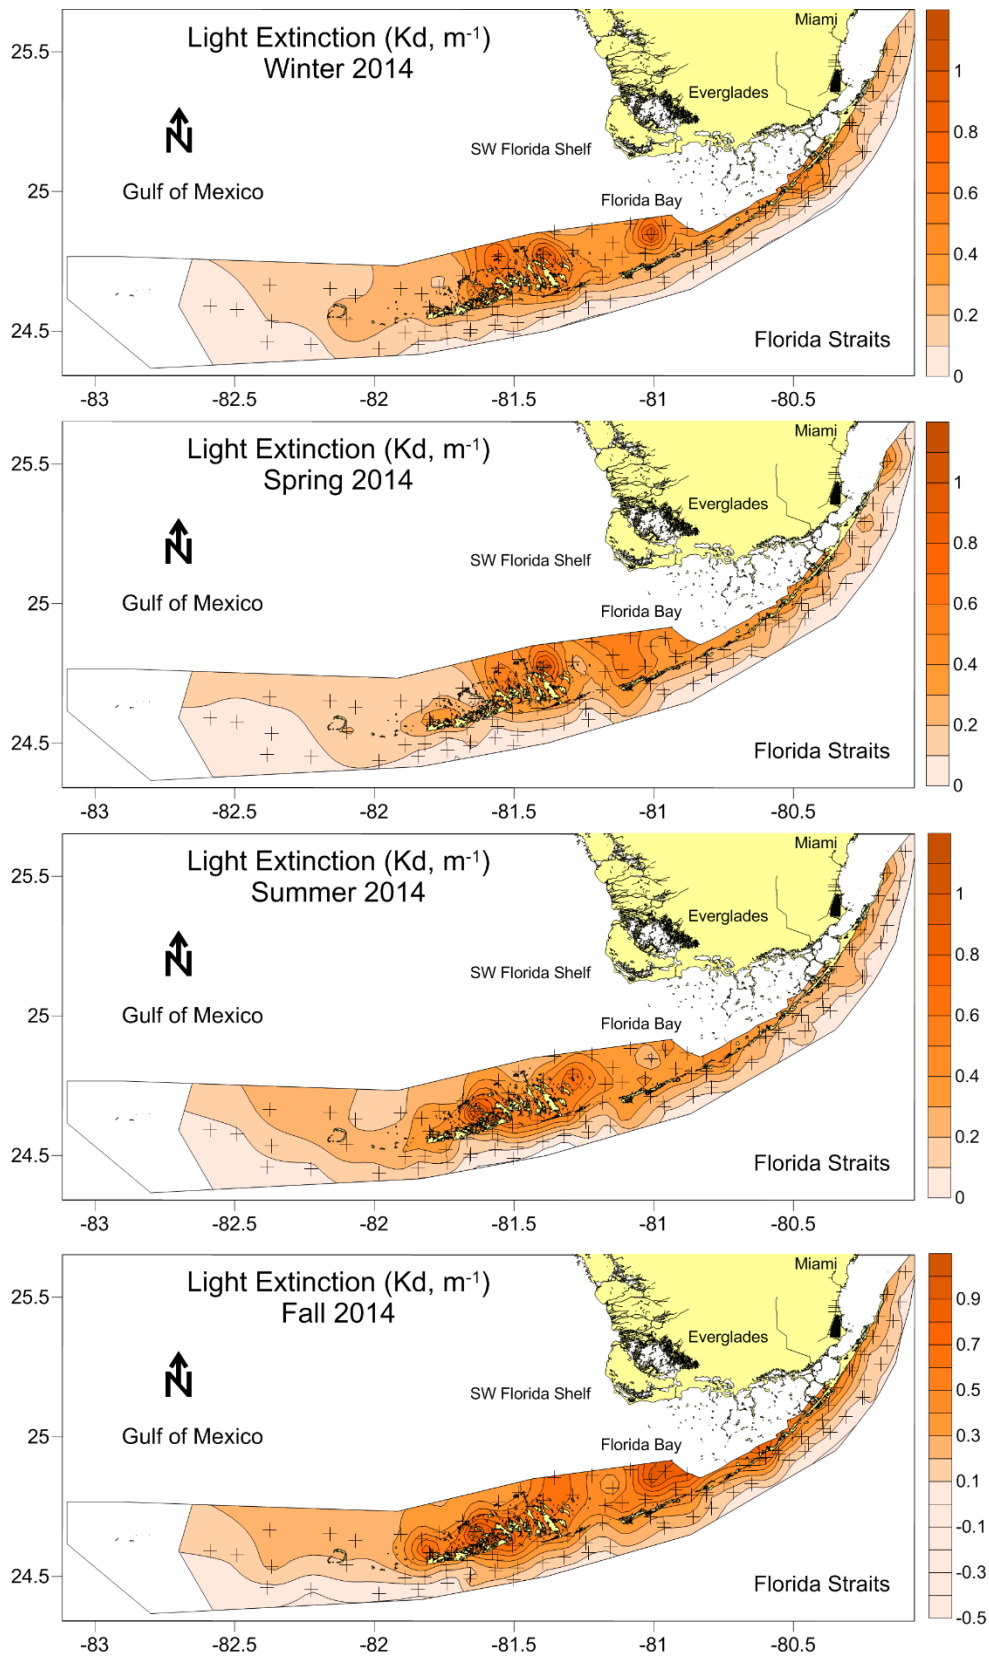 Light Extinction (Kd, m-1)
Winter 2014
Miami
Everglades
SW Florida Shelf
Florida Bay
Gulf of Mexico
N
Florida Straits
25.5
25
24.5
-83 -82.5 -82 -81.5 -81 -80.5
1
0.8
0.6
0.4
0.2
0
Light Extinction (Kd, m-1)
Spring 2014
Miami
Everglades
SW Florida Shelf
Florida Bay
Gulf of Mexico
N
Florida Straits
25.5
25
24.5
-83 -82.5 -82 -81.5 -81 -80.5
1
0.8
0.6
0.4
0.2
0
Light Extinction (Kd, m-1)
Summer 2014
Miami
Everglades
SW Florida Shelf
Florida Bay
Gulf of Mexico
N
Florida Straits
25.5
25
24.5
-83 -82.5 -82 -81.5 -81 -80.5
1
0.8
0.6
0.4
0.2
0
Light Extinction (Kd, m-1)
Fall 2014
Miami
Everglades
SW Florida Shelf
Florida Bay
Gulf of Mexico
N
Florida Straits
25.5
25
24.5
-83 -82.5 -82 -81.5 -81 -80.5
0.9
0.7
0.5
0.3
0.1
-0.1
-0.3
-0.5